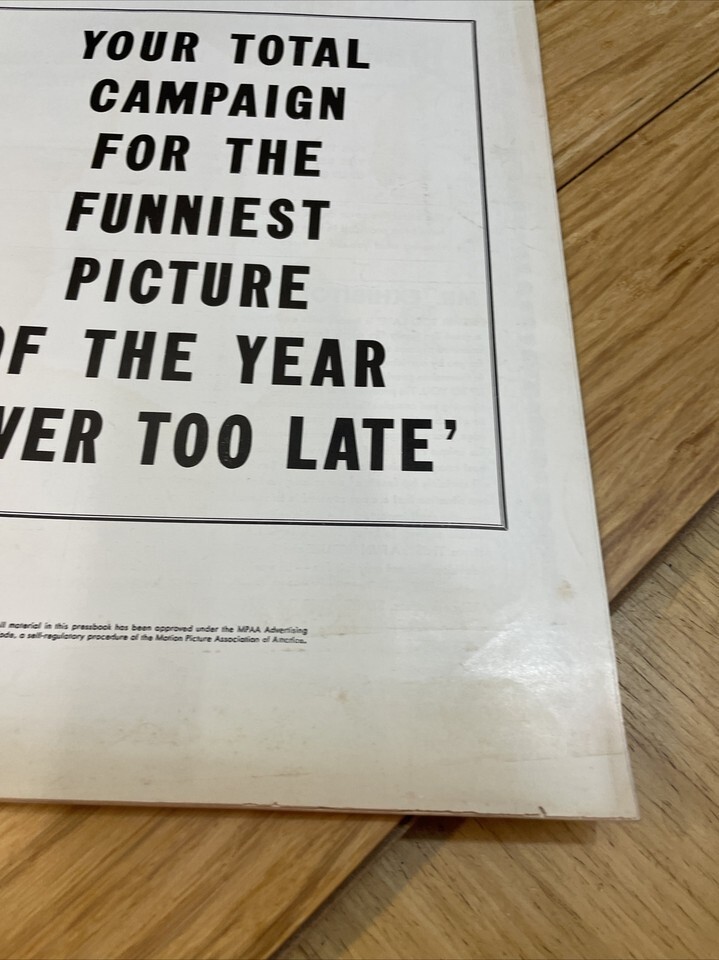 YOUR TOTAL
CAMPAIGN
FOR THE
FUNNIEST
PICTURE
OF THE YEAR
VER TOO LATE'
ll material in this pressbook has been approved under the MPAA Advertising
ode, a self-regulatory procedure of the Motion Picture Association of America.